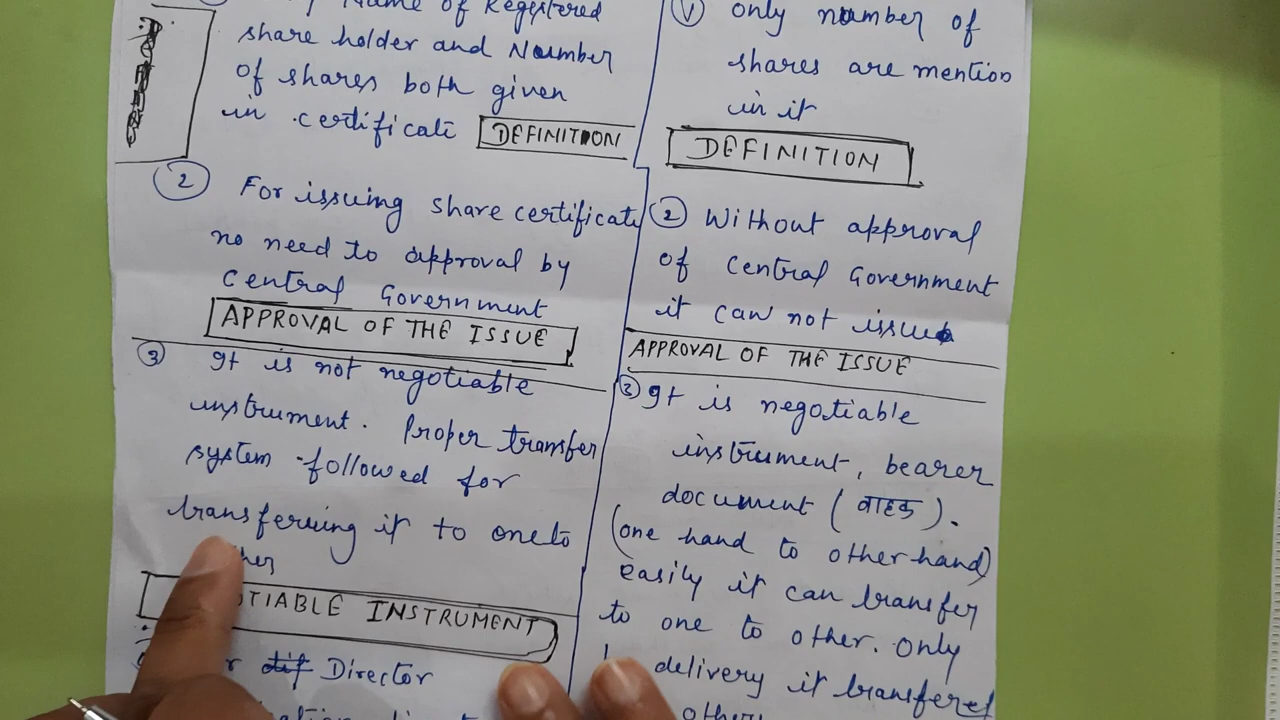 Name of Registered
share holder and Number
of shares both given
in certificate
DEFINITION
2 For issuing share certificate
no need to approval by
Central Government
APPROVAL OF THE ISSUE
3 It is not negotiable
instrument. Proper transfer
system followed for
transferring it to one to
her
OTIABLE INSTRUMENT
Director
V only number of
shares are mention
in it
DEFINITION
2 Without approval
of Central Government
it can not issue
APPROVAL OF THE ISSUE
3 It is negotiable
instrument, bearer
document (वाहक).
(one hand to other hand)
easily it can transfer
to one to other. Only
delivery it transfered
other